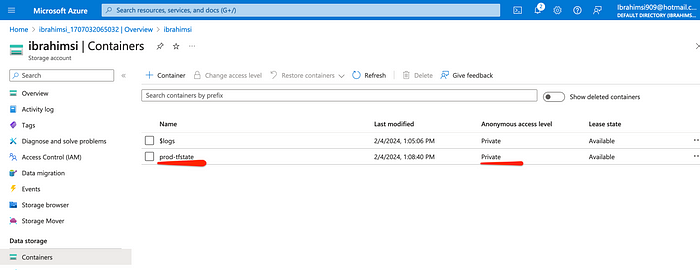 Microsoft Azure
Search resources, services, and docs (G+/)
2
Ibrahimsi909@hotmail.c...
DEFAULT DIRECTORY (IBRAHIMS...
Home > ibrahimsi_1707032065032 | Overview > ibrahimsi
ibrahimsi | Containers
Storage account
Search
Overview
Activity log
Tags
Diagnose and solve problems
Access Control (IAM)
Data migration
Events
Storage browser
Storage Mover
Data storage
Containers
+ Container
Change access level
Restore containers
Refresh
Delete
Give feedback
Search containers by prefix
Show deleted containers
Name Last modified Anonymous access level Lease state
$logs 2/4/2024, 1:05:06 PM Private Available
prod-tfstate 2/4/2024, 1:08:40 PM Private Available